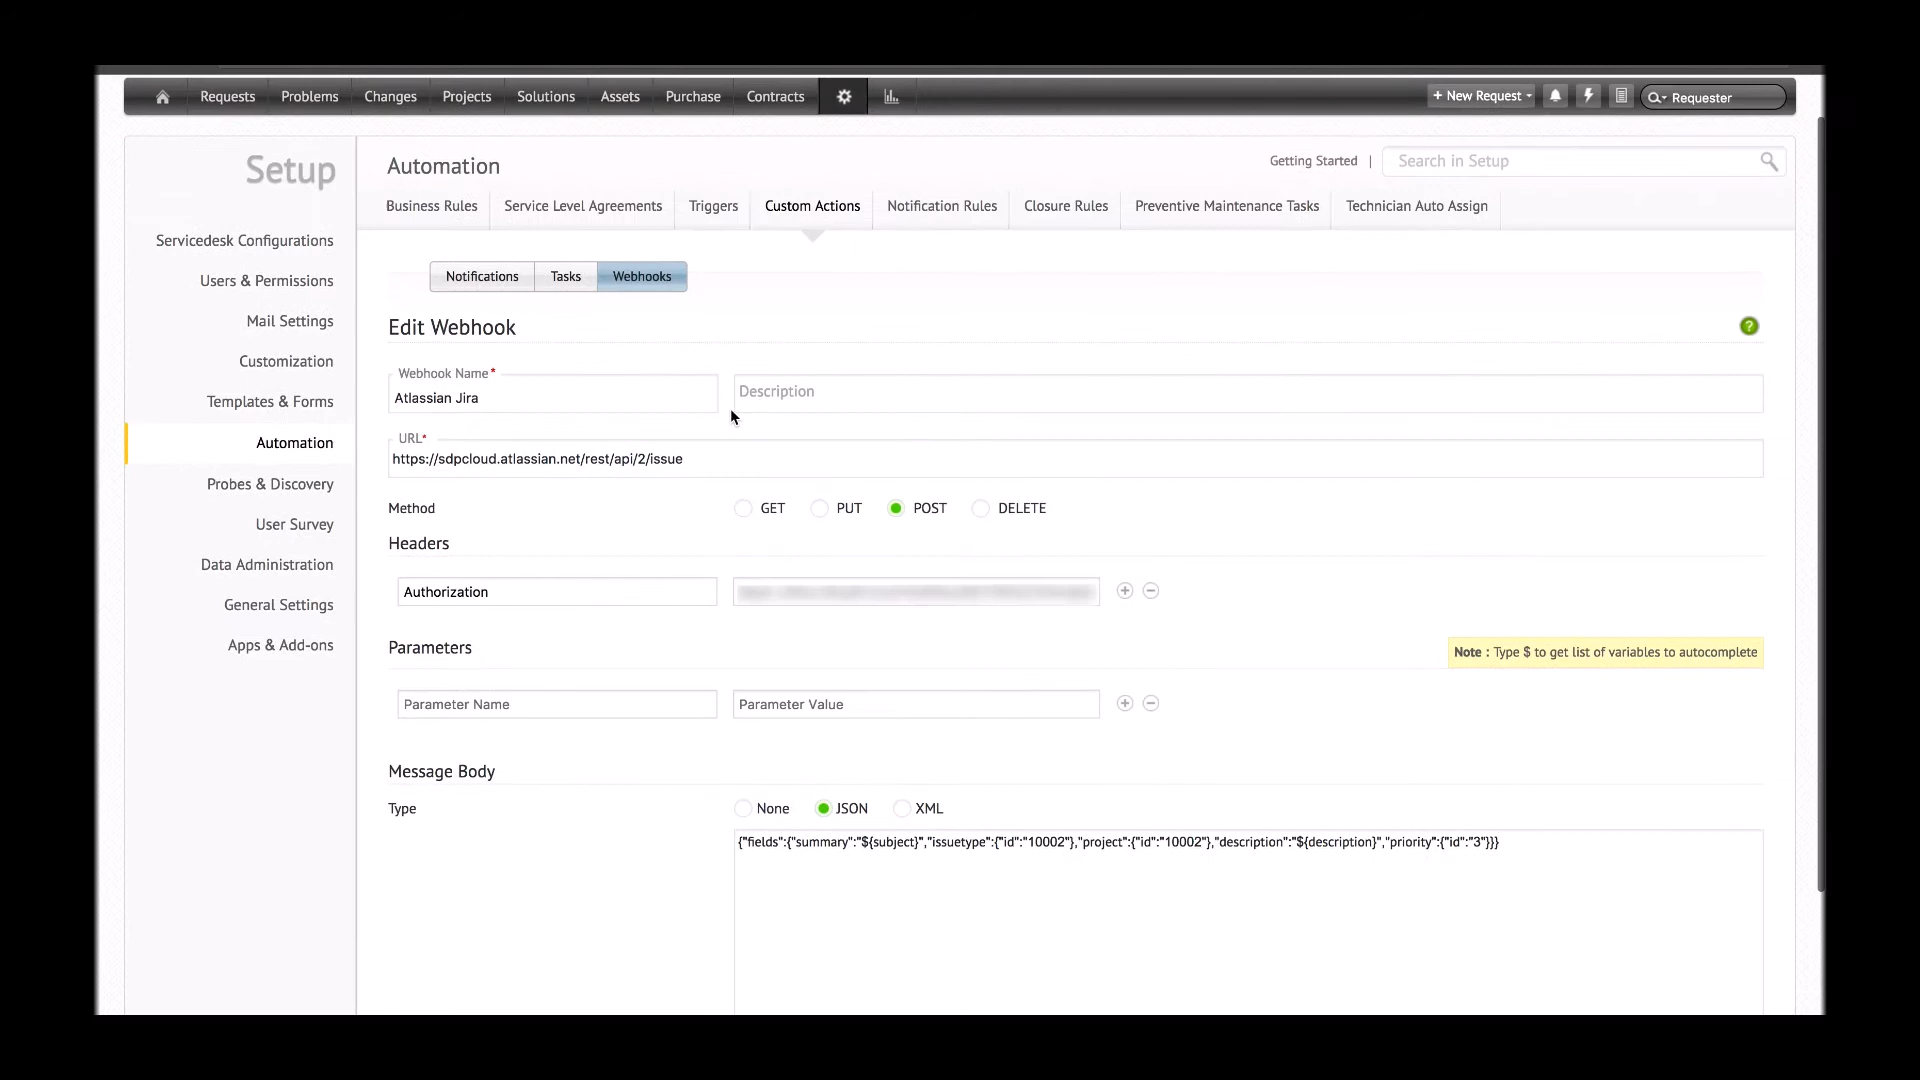 Requests Problems Changes Projects Solutions Assets Purchase Contracts + New Request Requester
Setup
Automation
Getting Started | Search in Setup
Business Rules Service Level Agreements Triggers Custom Actions Notification Rules Closure Rules Preventive Maintenance Tasks Technician Auto Assign
Servicedesk Configurations
Users & Permissions
Mail Settings
Customization
Templates & Forms
Automation
Probes & Discovery
User Survey
Data Administration
General Settings
Apps & Add-ons
Notifications Tasks Webhooks
Edit Webhook ?
Webhook Name*
Atlassian Jira
Description
URL*
https://sdpcloud.atlassian.net/rest/api/2/issue
Method GET PUT POST DELETE
Headers
Authorization
Parameters
Note : Type $ to get list of variables to autocomplete
Parameter Name Parameter Value
Message Body
Type None JSON XML
{"fields":{"summary":"${subject}","issuetype":{"id":"10002"},"project":{"id":"10002"},"description":"${description}","priority":{"id":"3"}}}